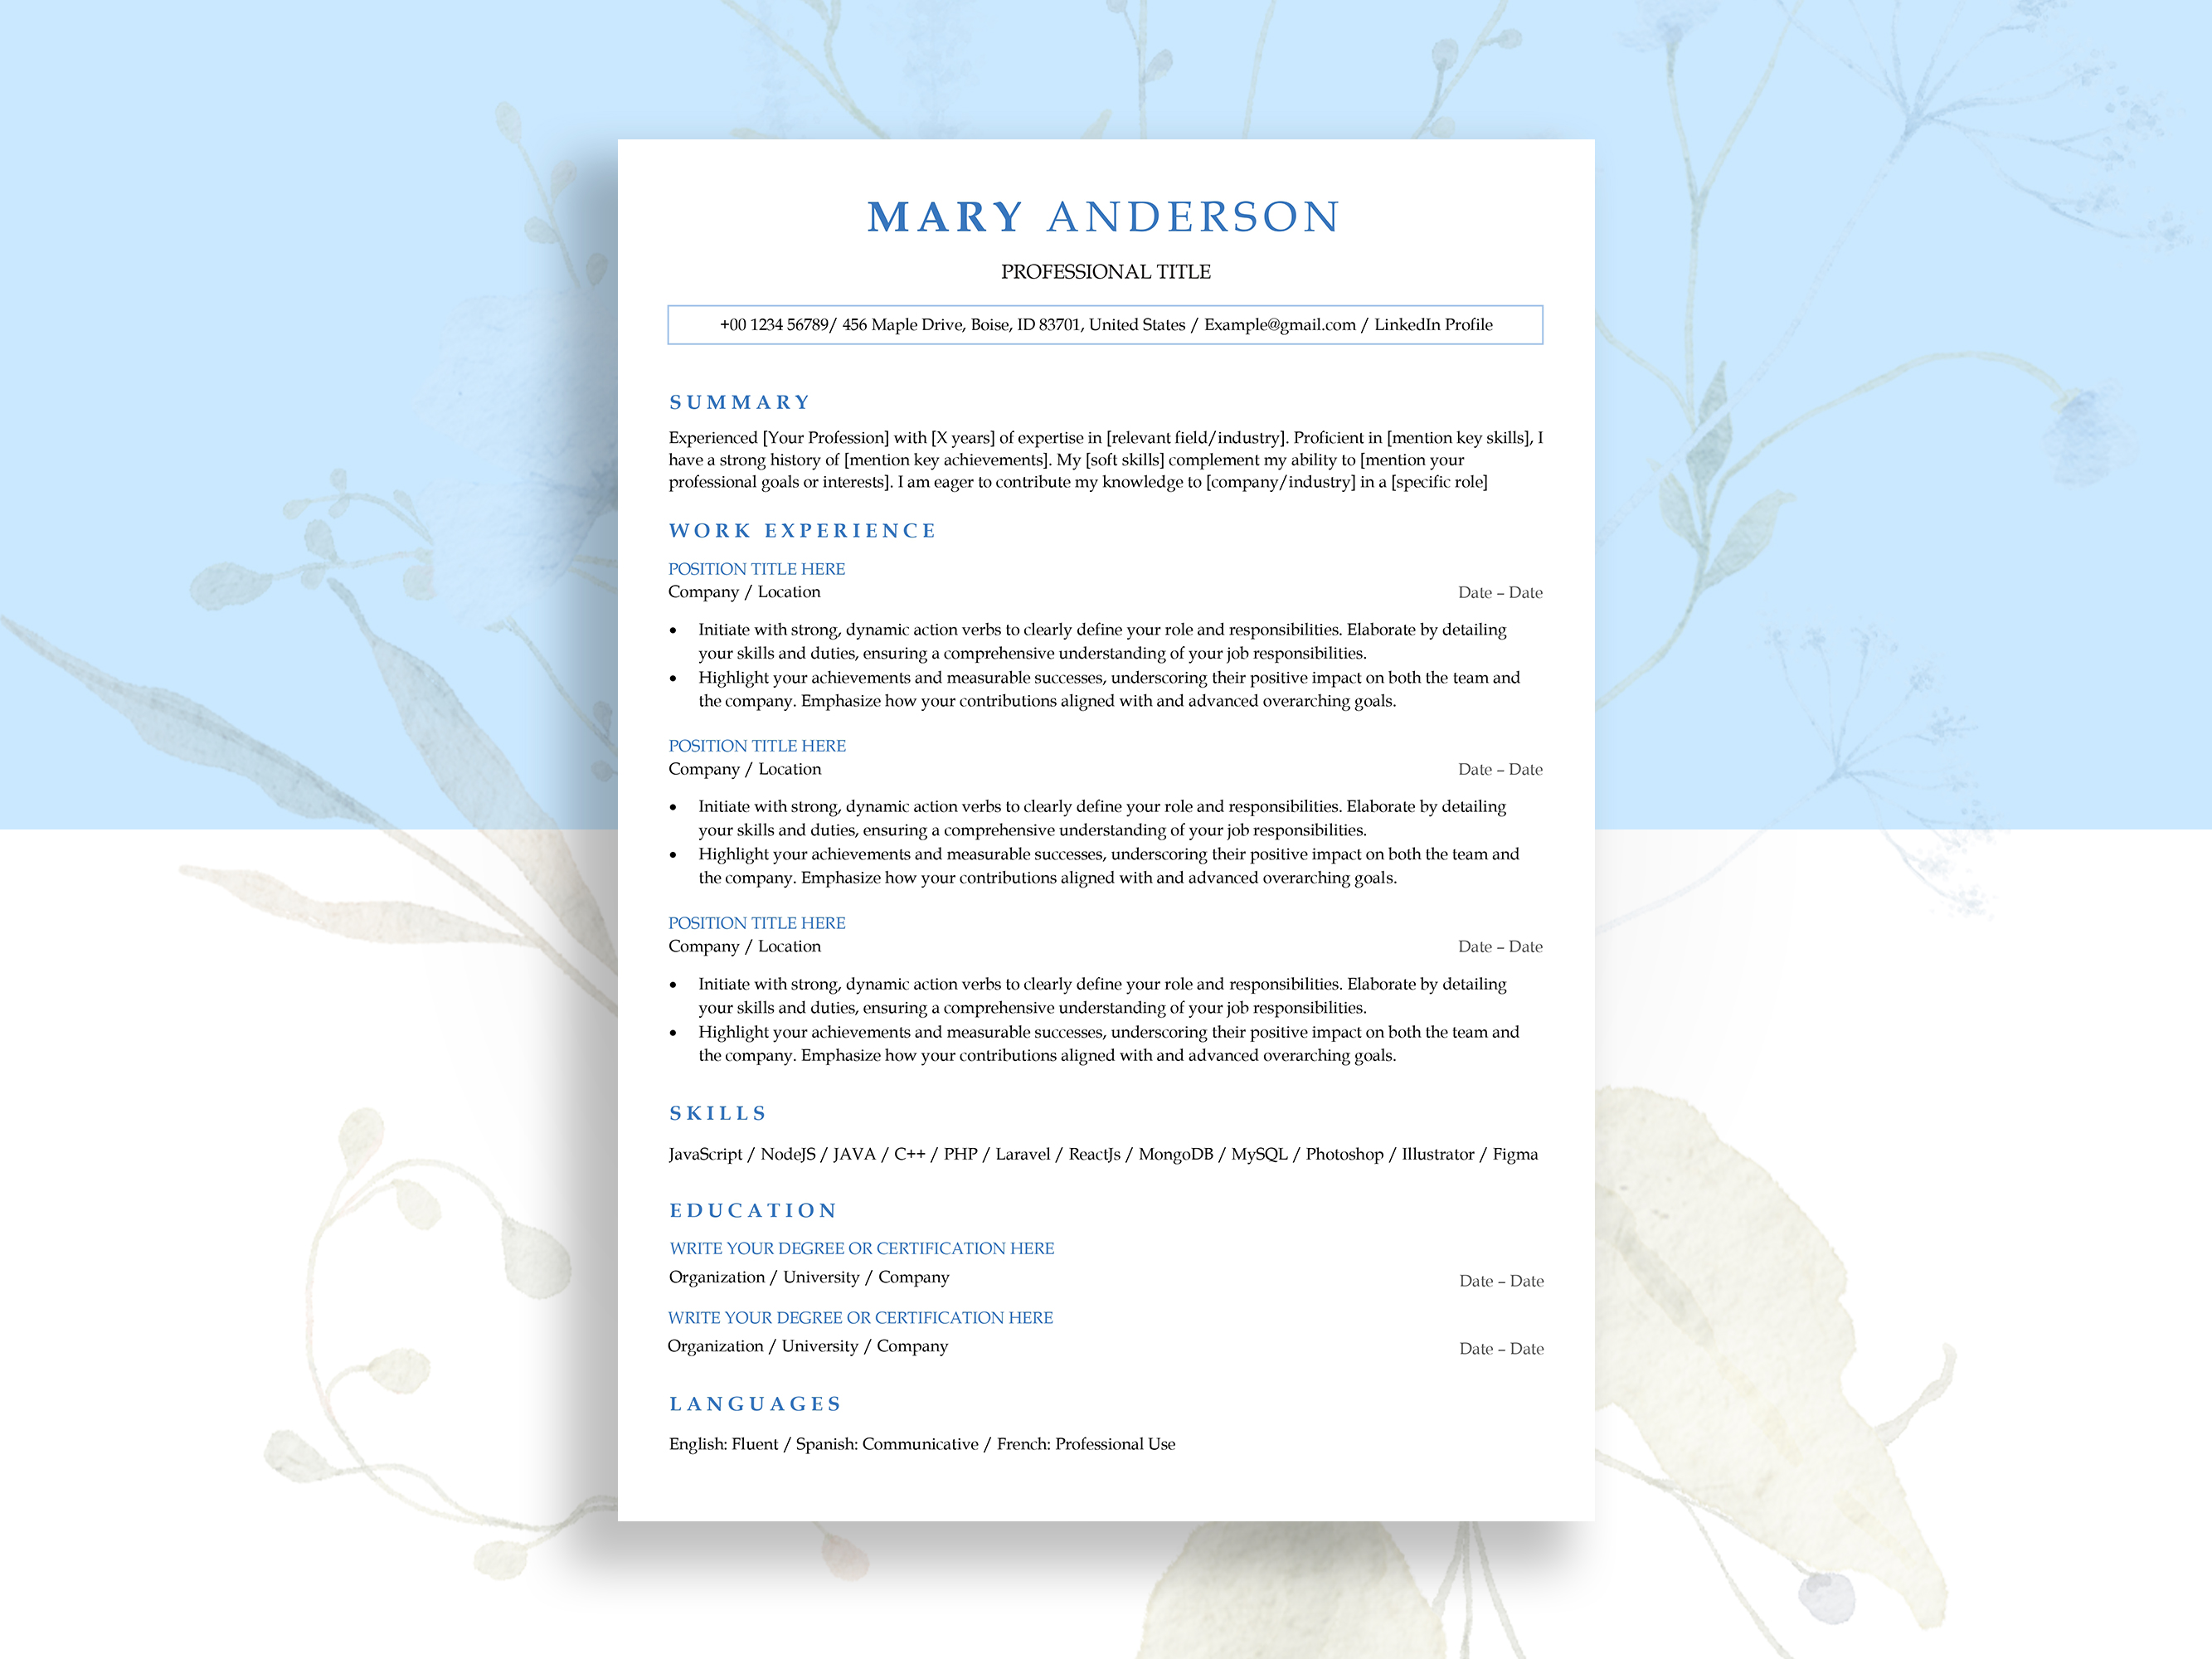 MARY ANDERSON
PROFESSIONAL TITLE
+00 1234 56789/ 456 Maple Drive, Boise, ID 83701, United States / Example@gmail.com / LinkedIn Profile
SUMMARY
Experienced [Your Profession] with [X years] of expertise in [relevant field/industry]. Proficient in [mention key skills], I
have a strong history of [mention key achievements]. My [soft skills] complement my ability to [mention your
professional goals or interests]. I am eager to contribute my knowledge to [company/industry] in a [specific role]
WORK EXPERIENCE
POSITION TITLE HERE
Company / Location Date – Date
• Initiate with strong, dynamic action verbs to clearly define your role and responsibilities. Elaborate by detailing
your skills and duties, ensuring a comprehensive understanding of your job responsibilities.
• Highlight your achievements and measurable successes, underscoring their positive impact on both the team and
the company. Emphasize how your contributions aligned with and advanced overarching goals.
POSITION TITLE HERE
Company / Location Date – Date
• Initiate with strong, dynamic action verbs to clearly define your role and responsibilities. Elaborate by detailing
your skills and duties, ensuring a comprehensive understanding of your job responsibilities.
• Highlight your achievements and measurable successes, underscoring their positive impact on both the team and
the company. Emphasize how your contributions aligned with and advanced overarching goals.
POSITION TITLE HERE
Company / Location Date – Date
• Initiate with strong, dynamic action verbs to clearly define your role and responsibilities. Elaborate by detailing
your skills and duties, ensuring a comprehensive understanding of your job responsibilities.
• Highlight your achievements and measurable successes, underscoring their positive impact on both the team and
the company. Emphasize how your contributions aligned with and advanced overarching goals.
SKILLS
JavaScript / NodeJS / JAVA / C++ / PHP / Laravel / ReactJs / MongoDB / MySQL / Photoshop / Illustrator / Figma
EDUCATION
WRITE YOUR DEGREE OR CERTIFICATION HERE
Organization / University / Company Date – Date
WRITE YOUR DEGREE OR CERTIFICATION HERE
Organization / University / Company Date – Date
LANGUAGES
English: Fluent / Spanish: Communicative / French: Professional Use